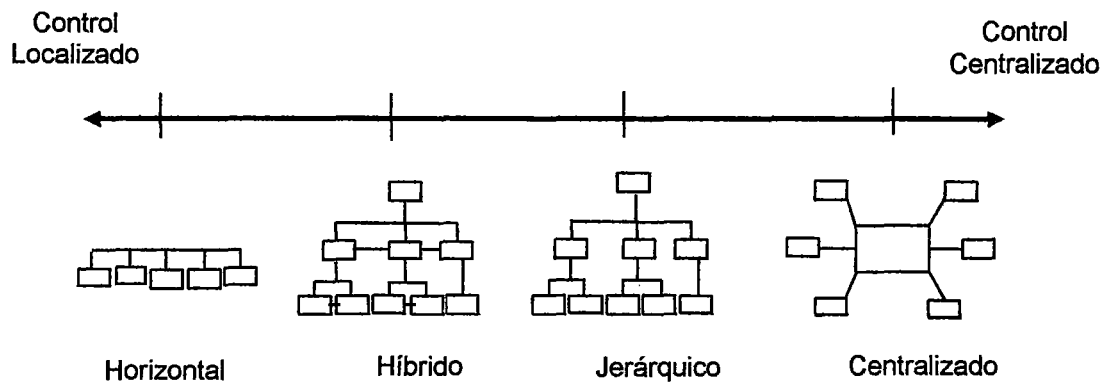 Control
Localizado
Control
Centralizado
Horizontal
Híbrido
Jerárquico
Centralizado